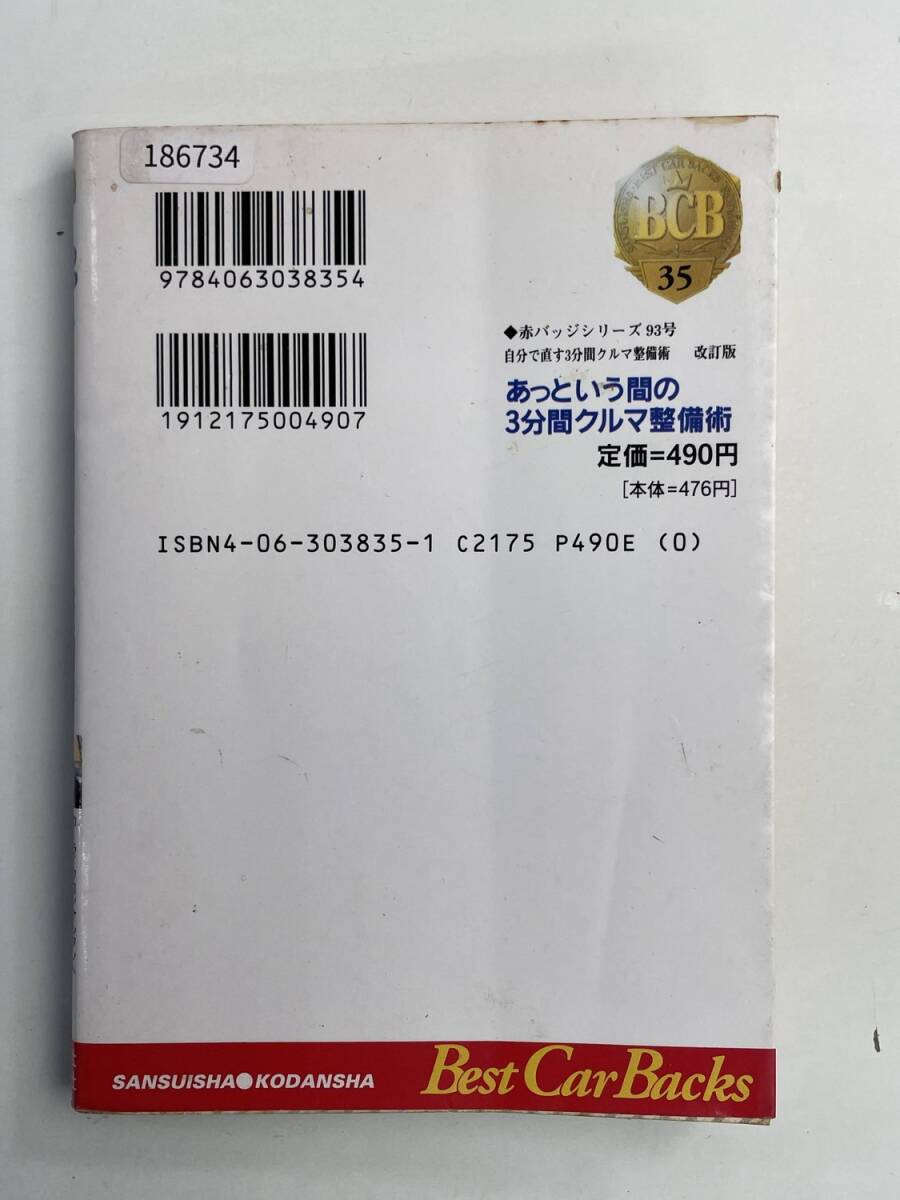 186734
9784063038354
1912175004907
BCB
35
◆赤バッジシリーズ93号
自分で直す3分間クルマ整備術 改訂版
あっという間の
3分間クルマ整備術
定価=490円
[本体=476円]
ISBN4-06-303835-1 C2175 P490E (0)
SANSUISHA●KODANSHA
Best Car Backs